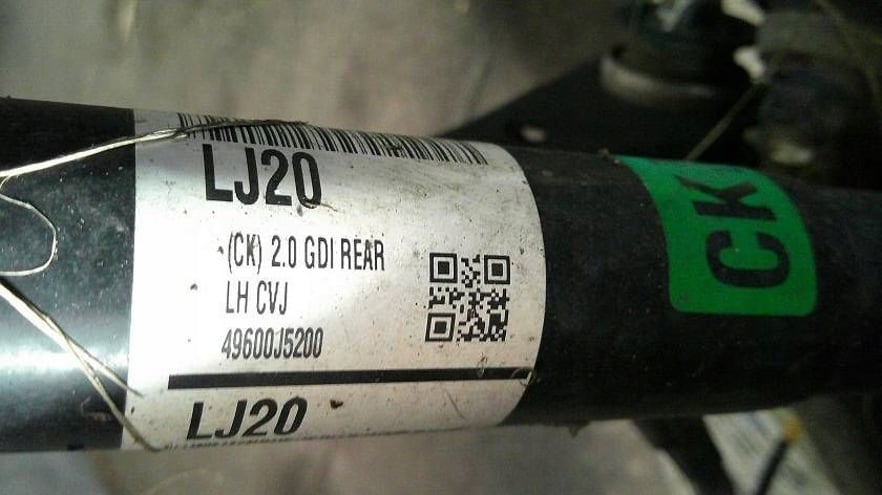 LJ20
(CK) 2.0 GDI REAR
LH CVJ
49600J5200
LJ20
CK